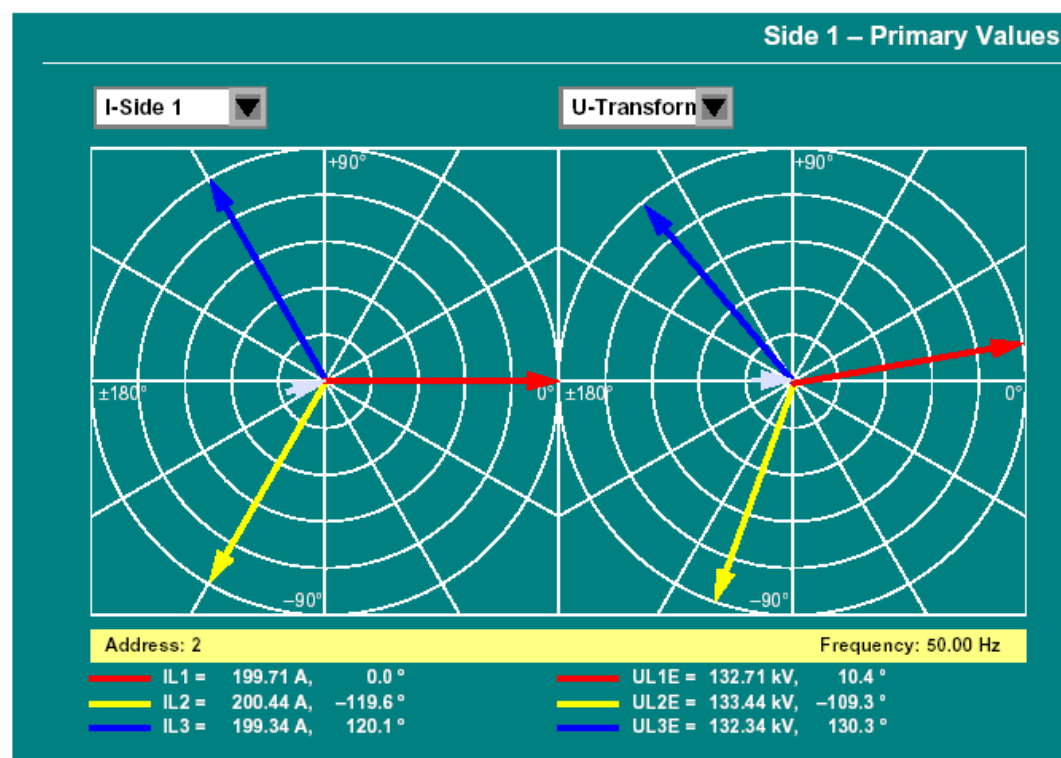 Side 1 – Primary Values
I-Side 1
U-Transform
+90°
+90°
±180°
0°
±180°
0°
–90°
–90°
Address: 2
Frequency: 50.00 Hz
IL1 = 199.71 A, 0.0 °
UL1E = 132.71 kV, 10.4 °
IL2 = 200.44 A, –119.6 °
UL2E = 133.44 kV, –109.3 °
IL3 = 199.34 A, 120.1 °
UL3E = 132.34 kV, 130.3 °